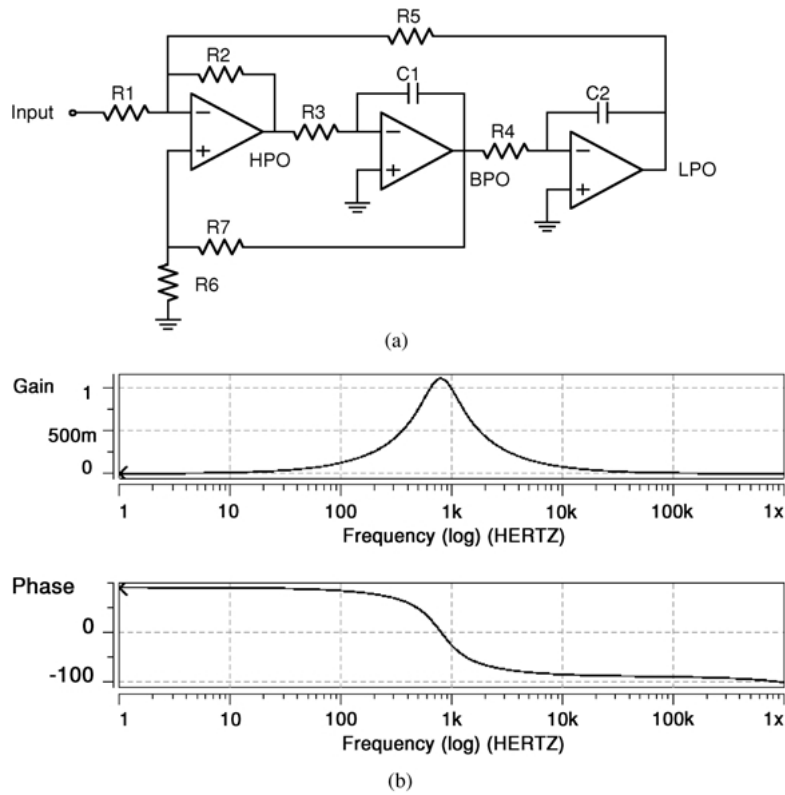 R5
R2
C1
R1
R3
C2
Input
R4
−
+
HPO
−
+
BPO
−
+
LPO
R7
R6
(a)
Gain
1
500m
0
1 10 100 1k 10k 100k 1x
Frequency (log) (HERTZ)
Phase
0
-100
1 10 100 1k 10k 100k 1x
Frequency (log) (HERTZ)
(b)